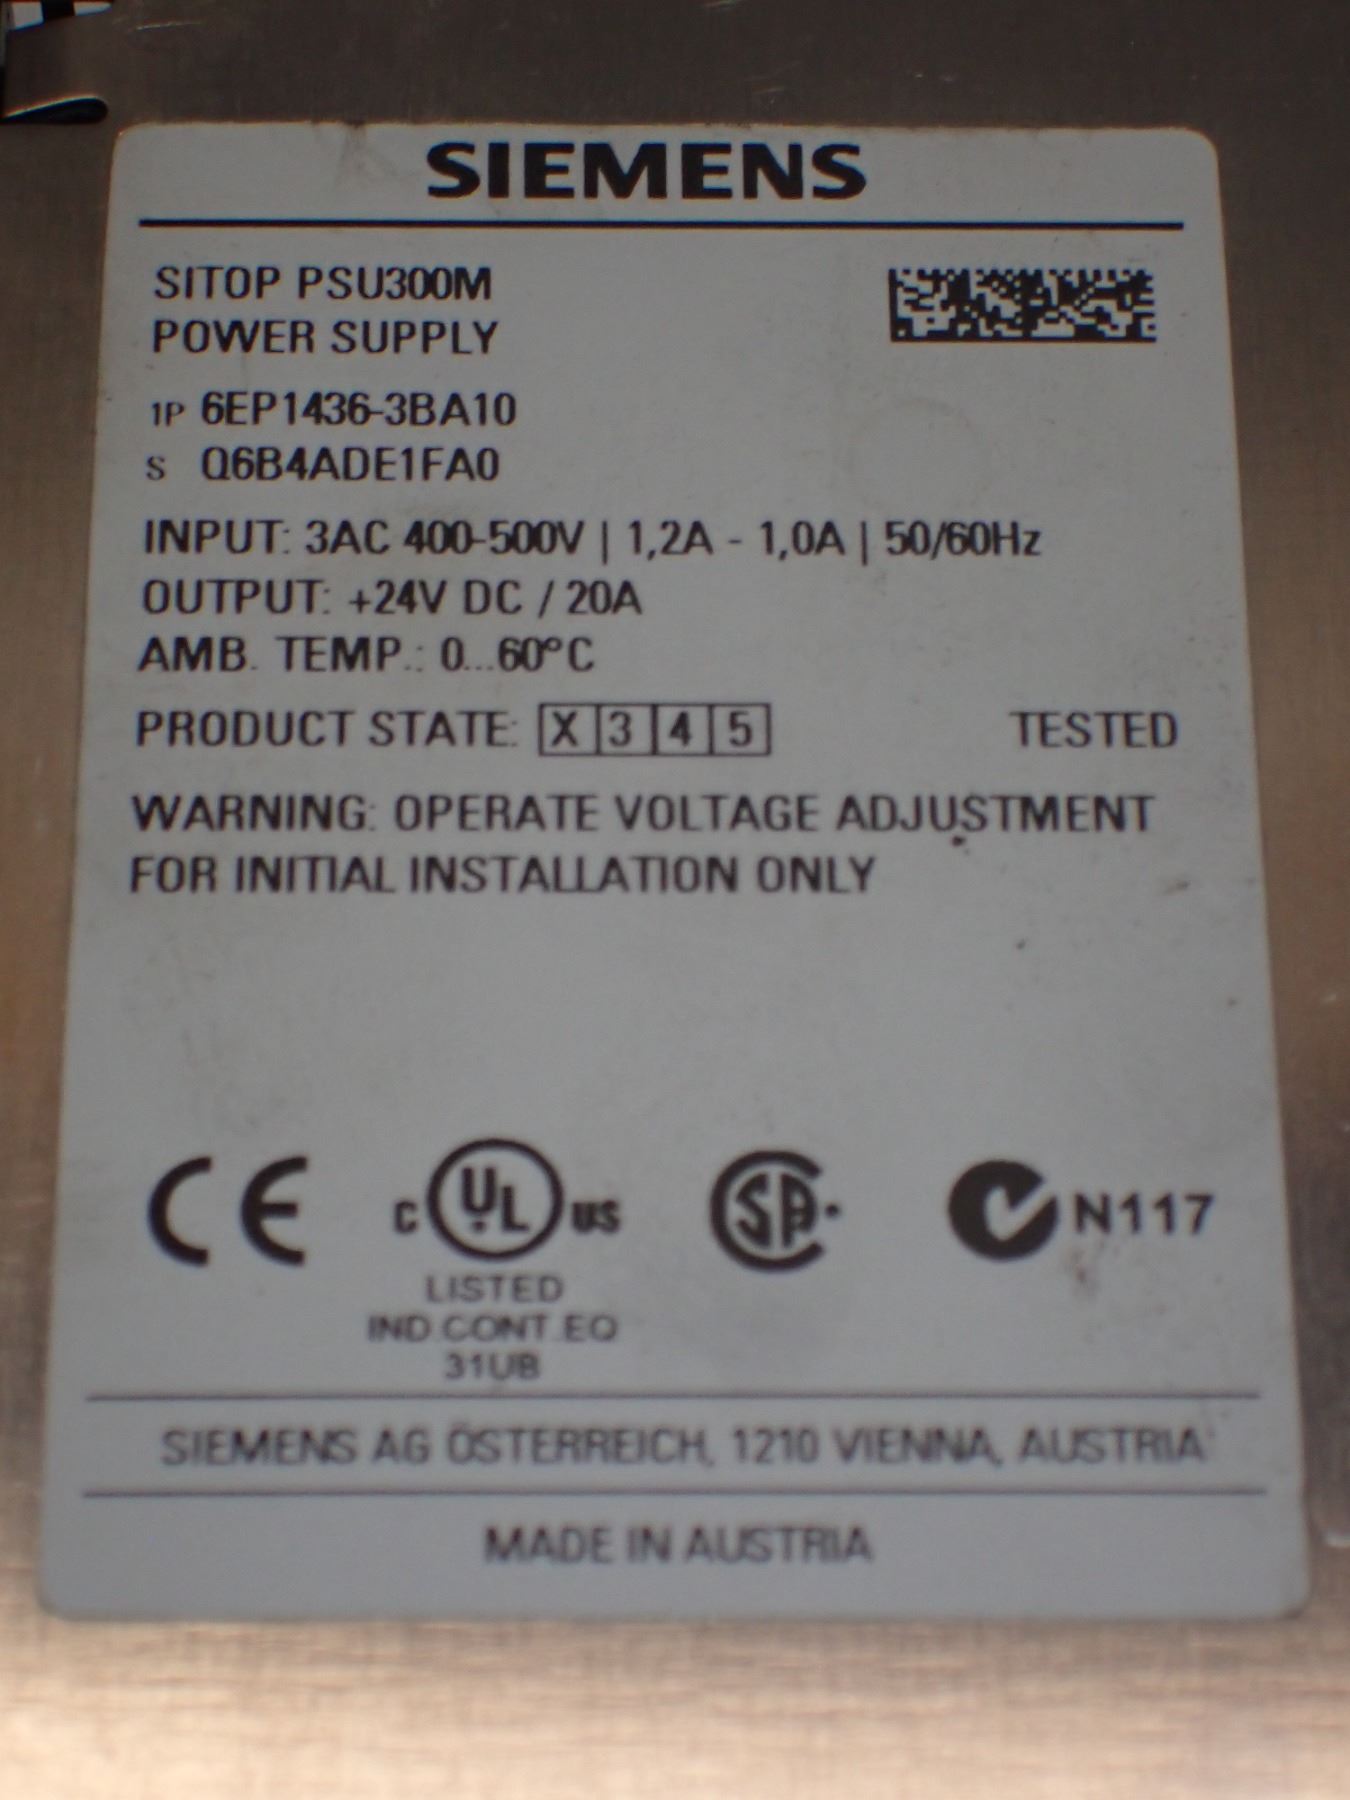 SIEMENS
SITOP PSU300M
POWER SUPPLY
1P 6EP1436-3BA10
S Q6B4ADE1FA0
INPUT: 3AC 400-500V | 1,2A - 1,0A | 50/60Hz
OUTPUT: +24V DC / 20A
AMB. TEMP.: 0...60°C
PRODUCT STATE: X 3 4 5 TESTED
WARNING: OPERATE VOLTAGE ADJUSTMENT
FOR INITIAL INSTALLATION ONLY
CE C UL US SA N117
LISTED
IND.CONT.EQ
31UB
SIEMENS AG ÖSTERREICH, 1210 VIENNA, AUSTRIA
MADE IN AUSTRIA